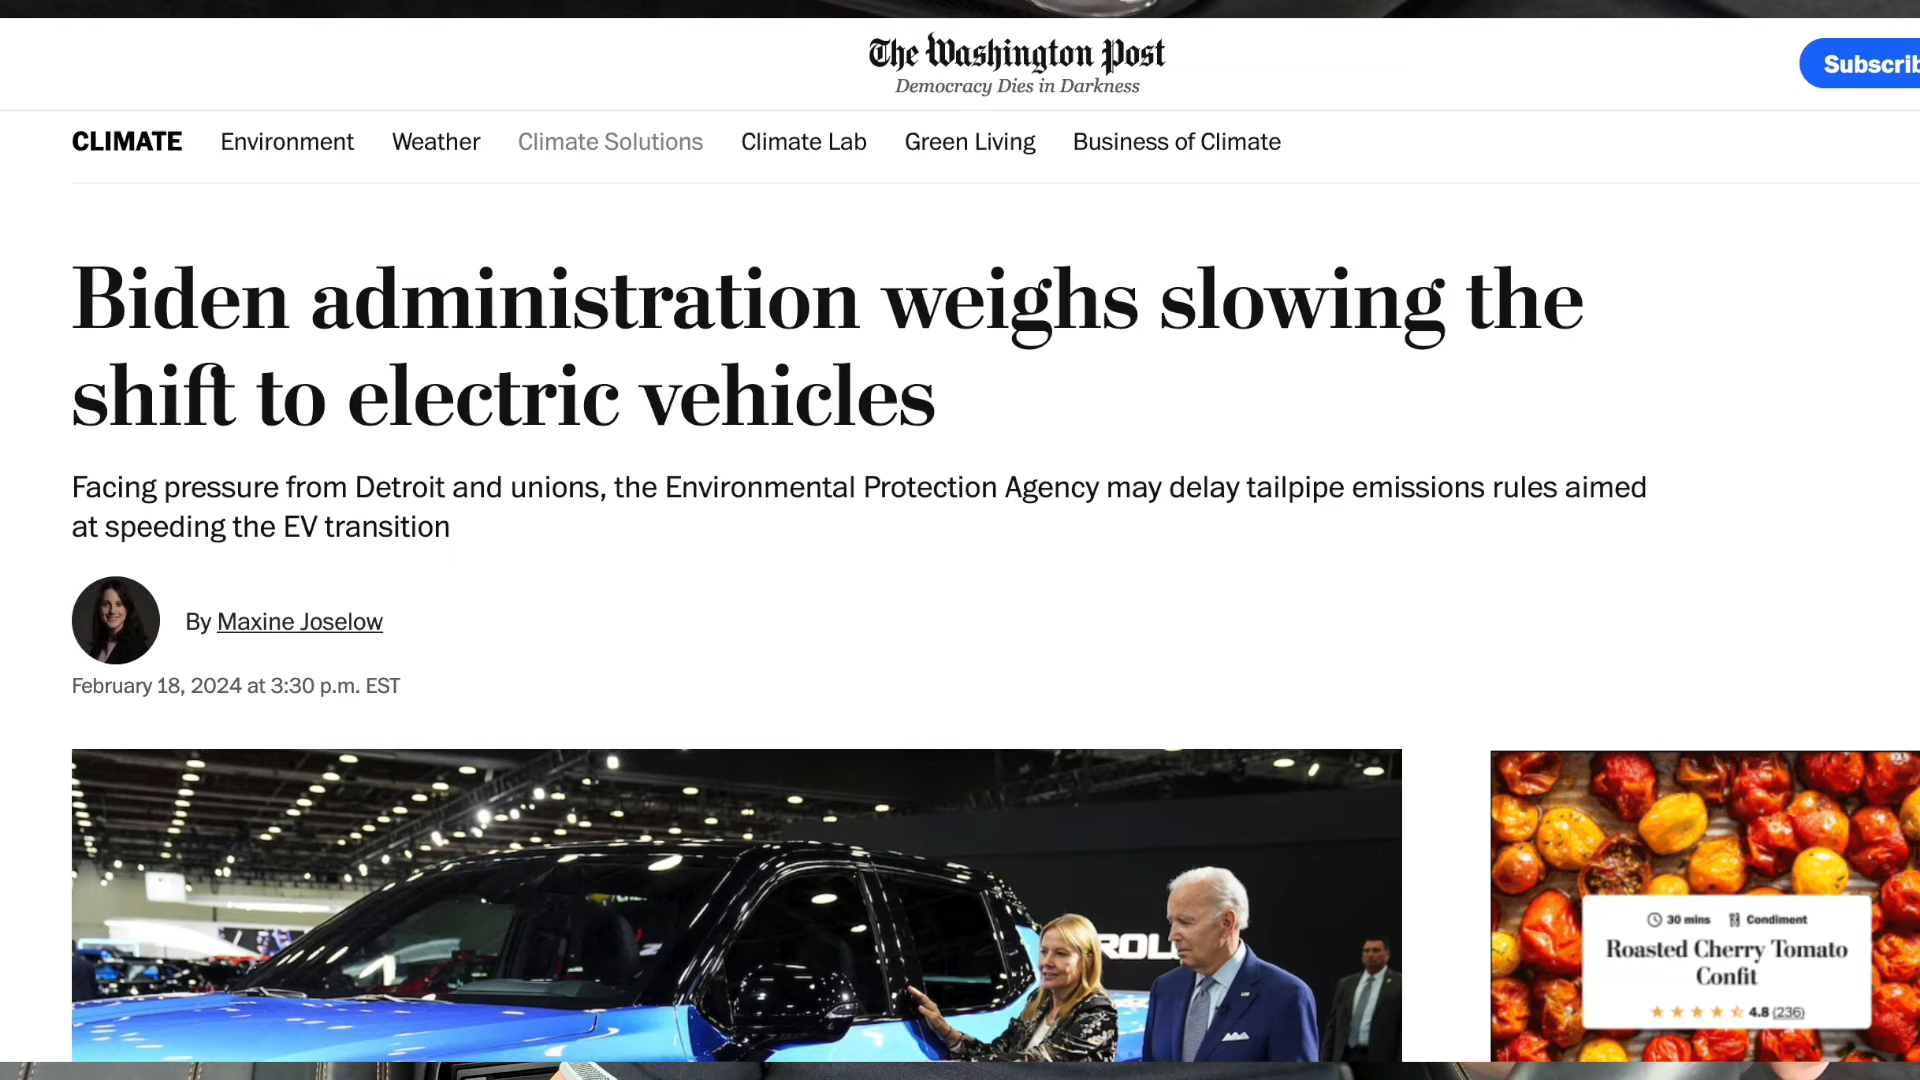 The Washington Post
Democracy Dies in Darkness
Subscrib
CLIMATE Environment Weather Climate Solutions Climate Lab Green Living Business of Climate
Biden administration weighs slowing the
shift to electric vehicles
Facing pressure from Detroit and unions, the Environmental Protection Agency may delay tailpipe emissions rules aimed
at speeding the EV transition
By Maxine Joselow
February 18, 2024 at 3:30 p.m. EST
ROL
30 mins Condiment
Roasted Cherry Tomato
Confit
4.8 (236)